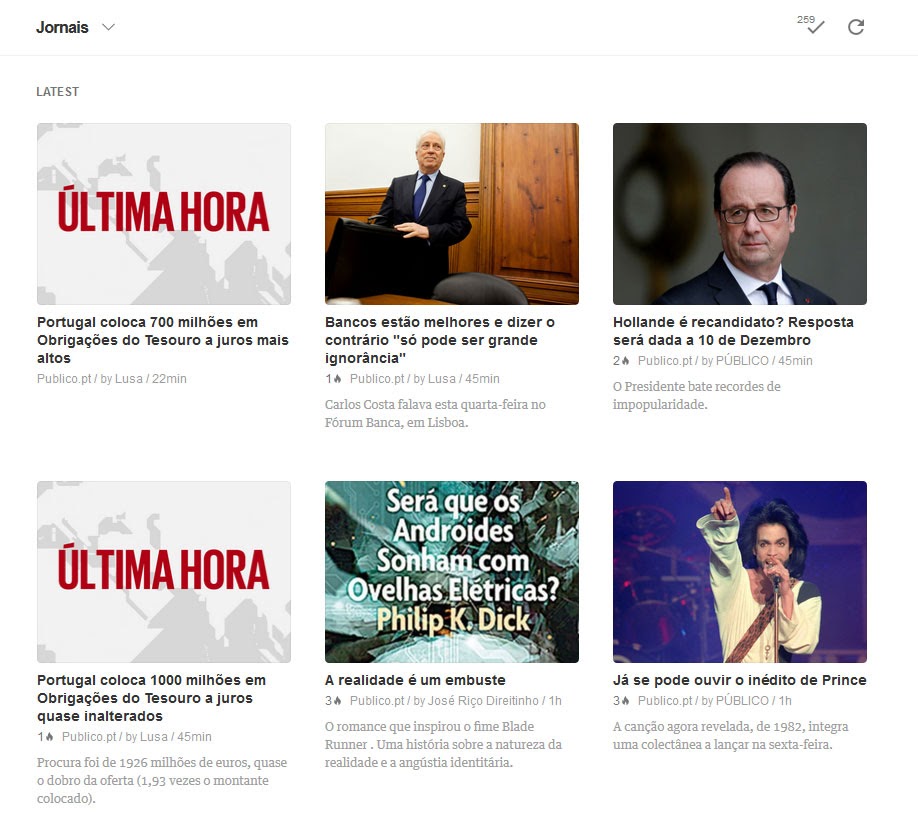 Jornais
259
LATEST
ÚLTIMA HORA
Portugal coloca 700 milhões em
Obrigações do Tesouro a juros mais
altos
Publico.pt / by Lusa / 22min
Bancos estão melhores e dizer o
contrário "só pode ser grande
ignorância"
1 Publico.pt / by Lusa / 45min
Carlos Costa falava esta quarta-feira no
Fórum Banca, em Lisboa.
Hollande é recandidato? Resposta
será dada a 10 de Dezembro
2 Publico.pt / by PÚBLICO / 45min
O Presidente bate recordes de
impopularidade.
ÚLTIMA HORA
Portugal coloca 1000 milhões em
Obrigações do Tesouro a juros
quase inalterados
1 Publico.pt / by Lusa / 45min
Procura foi de 1926 milhões de euros, quase
o dobro da oferta (1,93 vezes o montante
colocado).
Será que os
Androides
Sonham com
Ovelhas Elétricas?
Philip K. Dick
A realidade é um embuste
3 Publico.pt / by José Riço Direitinho / 1h
O romance que inspirou o fime Blade
Runner . Uma história sobre a natureza da
realidade e a angústia identitária.
Já se pode ouvir o inédito de Prince
3 Publico.pt / by PÚBLICO / 1h
A canção agora revelada, de 1982, integra
uma colectânea a lançar na sexta-feira.